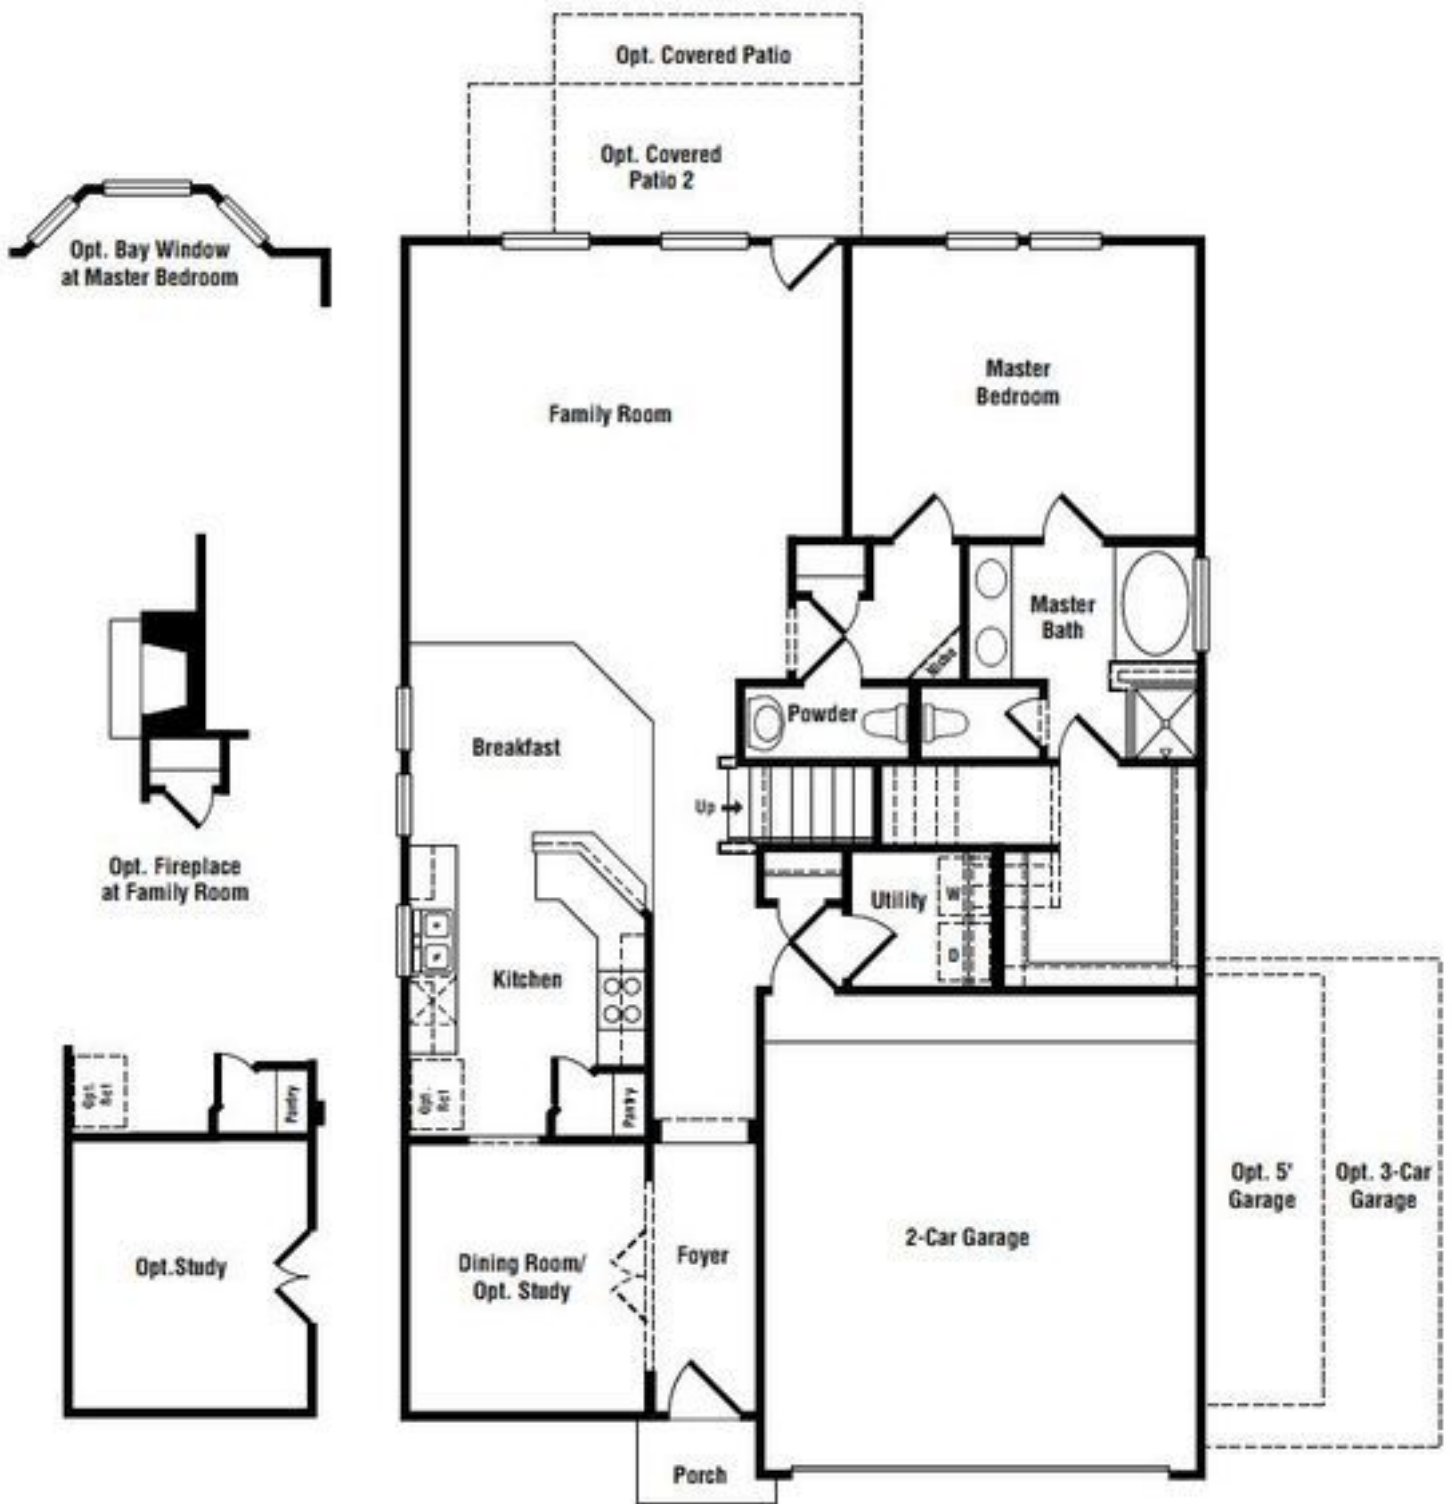 Opt. Covered Patio
Opt. Covered
Patio 2
Opt. Bay Window
at Master Bedroom
Master
Bedroom
Family Room
Master
Bath
Niche
Powder
Breakfast
Up
Opt. Fireplace
at Family Room
Utility
W
D
Kitchen
Opt.
Ref
Pantry
Opt.
Ref
Pantry
Opt. 5'
Garage
Opt. 3-Car
Garage
2-Car Garage
Foyer
Dining Room/
Opt. Study
Opt.Study
Porch